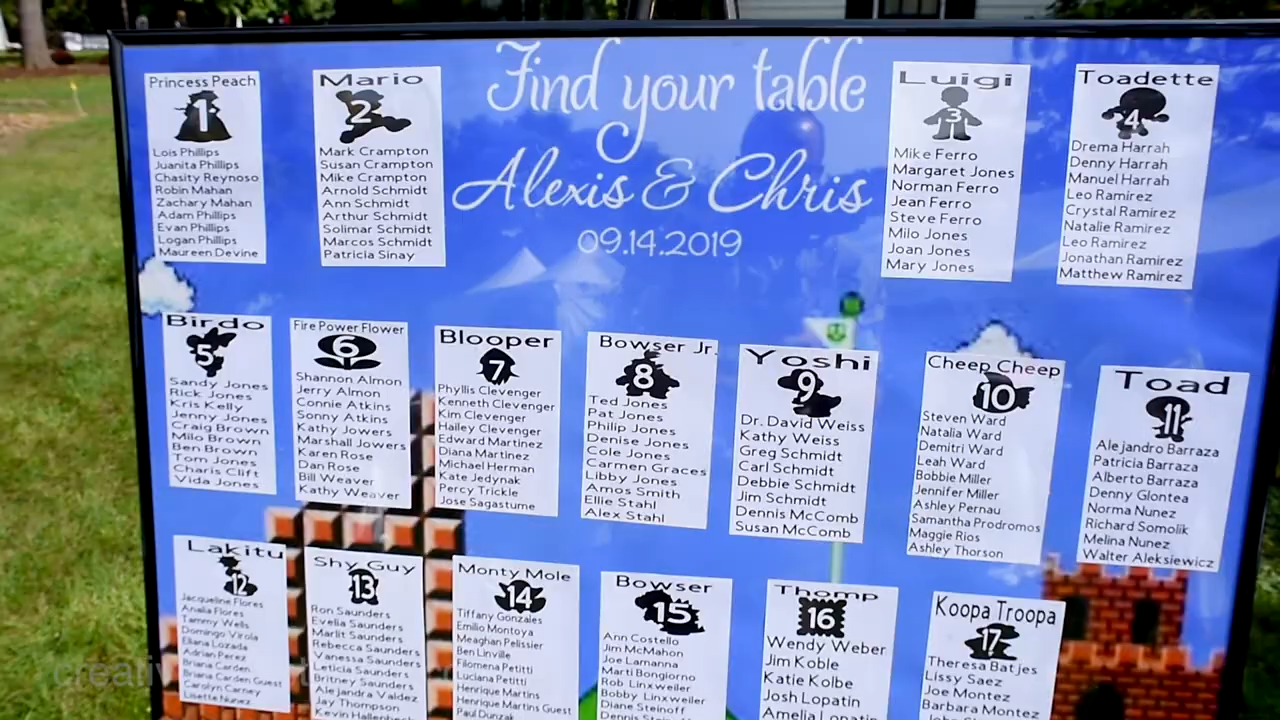 Find your table
Alexis & Chris
09.14.2019
Princess Peach
1
Lois Phillips
Juanita Phillips
Chasity Reynoso
Robin Mahan
Zachary Mahan
Adam Phillips
Evan Phillips
Logan Phillips
Maureen Devine
Mario
2
Mark Crampton
Susan Crampton
Mike Crampton
Arnold Schmidt
Ann Schmidt
Arthur Schmidt
Solimar Schmidt
Marcos Schmidt
Patricia Sinay
Luigi
3
Mike Ferro
Margaret Jones
Norman Ferro
Jean Ferro
Steve Ferro
Milo Jones
Joan Jones
Mary Jones
Toadette
4
Drema Harrah
Denny Harrah
Manuel Harrah
Leo Ramirez
Crystal Ramirez
Natalie Ramirez
Leo Ramirez
Jonathan Ramirez
Matthew Ramirez
Birdo
5
Sandy Jones
Rick Jones
Kris Kelly
Jenny Jones
Craig Brown
Milo Brown
Ben Brown
Tom Jones
Charis Clift
Vida Jones
Fire Power Flower
6
Shannon Almon
Jerry Almon
Connie Atkins
Sonny Atkins
Kathy Jowers
Marshall Jowers
Karen Rose
Dan Rose
Bill Weaver
Kathy Weaver
Blooper
7
Phyllis Clevenger
Kenneth Clevenger
Kim Clevenger
Hailey Clevenger
Edward Martinez
Diana Martinez
Michael Herman
Kate Jedynak
Percy Trickle
Jose Sagastume
Bowser Jr.
8
Ted Jones
Pat Jones
Philip Jones
Denise Jones
Cole Jones
Carmen Graces
Libby Jones
Amos Smith
Ellie Stahl
Alex Stahl
Yoshi
9
Dr. David Weiss
Kathy Weiss
Greg Schmidt
Carl Schmidt
Debbie Schmidt
Jim Schmidt
Dennis McComb
Susan McComb
Cheep Cheep
10
Steven Ward
Natalia Ward
Demitri Ward
Leah Ward
Bobbie Miller
Jennifer Miller
Ashley Pernau
Samantha Prodromos
Maggie Rios
Ashley Thorson
Toad
11
Alejandro Barraza
Patricia Barraza
Alberto Barraza
Denny Glontea
Norma Nunez
Richard Somolik
Melina Nunez
Walter Aleksiewicz
Lakitu
12
Jacqueline Flores
Analia Flores
Tammy Wells
Domingo Virola
Eliana Lozada
Adrian Perez
Briana Carden
Briana Carden Guest
Carolyn Carney
Lisette Nunez
Shy Guy
13
Ron Saunders
Evelia Saunders
Marlit Saunders
Rebecca Saunders
Vanessa Saunders
Leticia Saunders
Britney Saunders
Alejandra Valdez
Jay Thompson
Kevin
Monty Mole
14
Tiffany Gonzales
Emilio Montoya
Meaghan Pelissier
Ben Linville
Filomena Petitti
Luciana Petitti
Henrique Martins
Henrique Martins Guest
Paul Dunzak
Bowser
15
Ann Costello
Jim McMahon
Joe Lamanna
Marti Bongiorno
Rob Linxweiler
Bobby Linxweiler
Diane Steinoff
Thomp
16
Wendy Weber
Jim Koble
Katie Kolbe
Josh Lopatin
Amelia Lopatin
Koopa Troopa
17
Theresa Batjes
Lissy Saez
Joe Montez
Barbara Montez